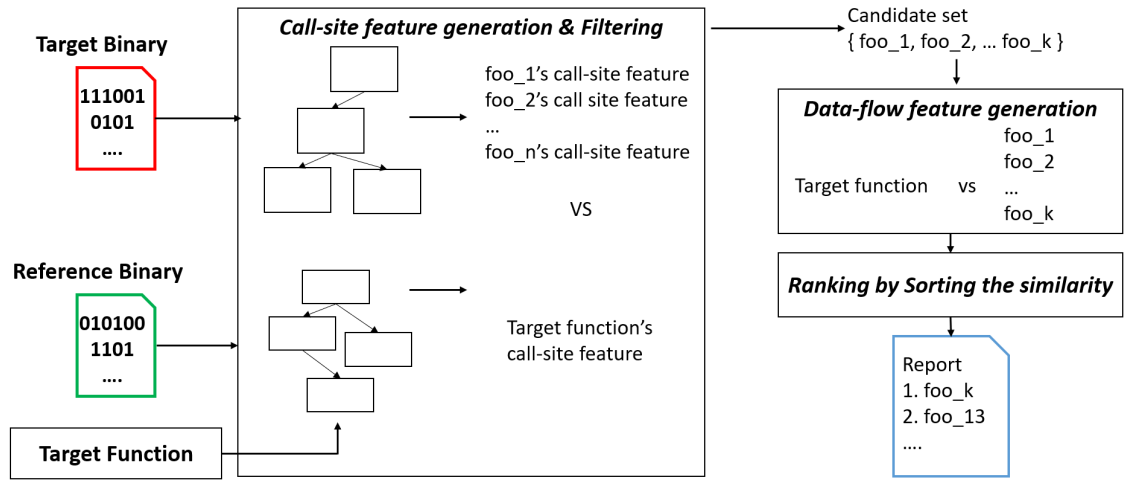 Target Binary
111001
0101
....
Reference Binary
010100
1101
....
Target Function
Call-site feature generation & Filtering
foo_1's call-site feature
foo_2's call site feature
...
foo_n's call-site feature
VS
Target function's
call-site feature
Candidate set
{ foo_1, foo_2, ... foo_k }
Data-flow feature generation
Target function vs
foo_1
foo_2
...
foo_k
Ranking by Sorting the similarity
Report
1. foo_k
2. foo_13
....